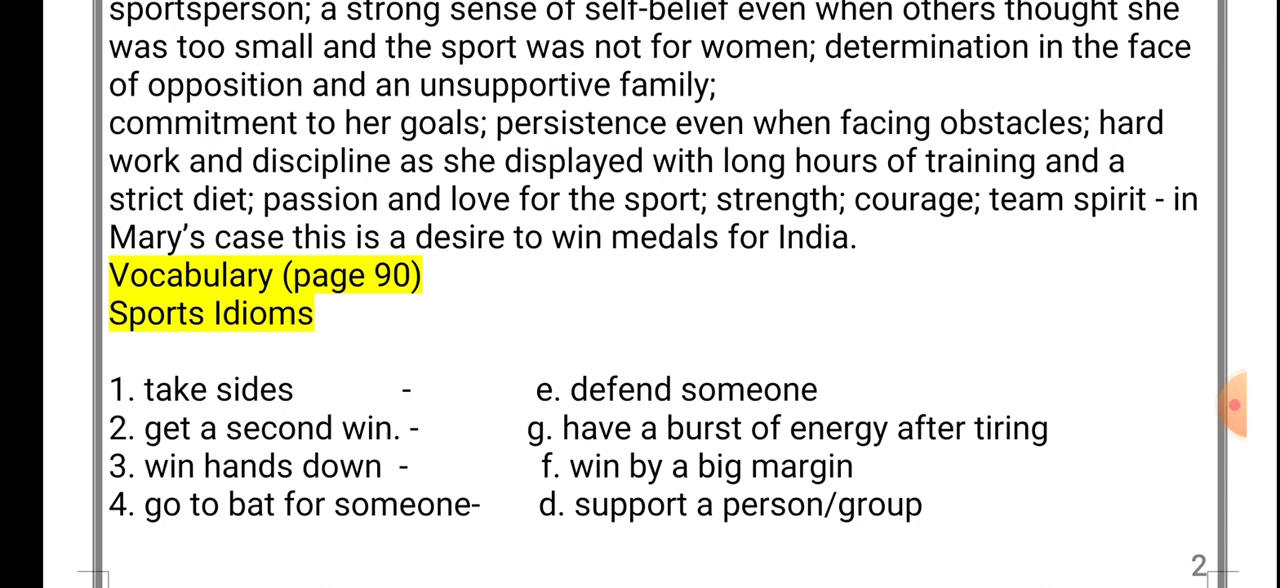 sportsperson; a strong sense of self-belief even when others thought she
was too small and the sport was not for women; determination in the face
of opposition and an unsupportive family;
commitment to her goals; persistence even when facing obstacles; hard
work and discipline as she displayed with long hours of training and a
strict diet; passion and love for the sport; strength; courage; team spirit - in
Mary's case this is a desire to win medals for India.
Vocabulary (page 90)
Sports Idioms
1. take sides - e. defend someone
2. get a second win. - g. have a burst of energy after tiring
3. win hands down - f. win by a big margin
4. go to bat for someone- d. support a person/group
2